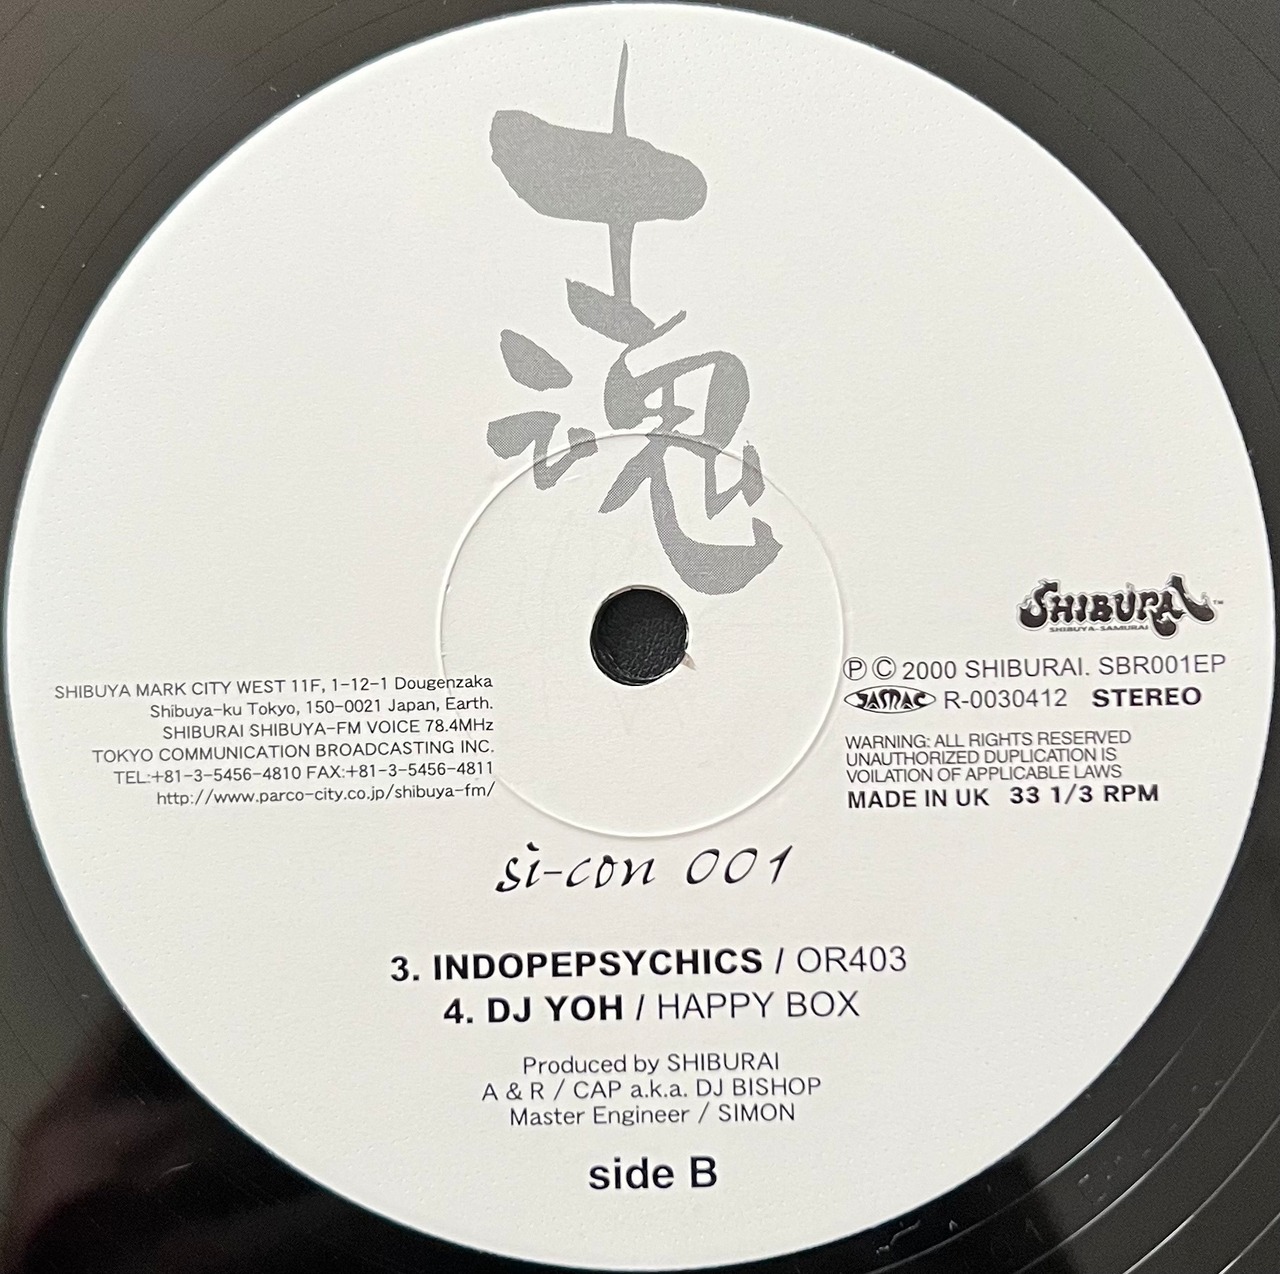 士魂
SHIBURAI™
SHIBUYA-SAMURAI
SHIBUYA MARK CITY WEST 11F, 1-12-1 Dougenzaka
Shibuya-ku Tokyo, 150-0021 Japan, Earth.
SHIBURAI SHIBUYA-FM VOICE 78.4MHz
TOKYO COMMUNICATION BROADCASTING INC.
TEL:+81-3-5456-4810 FAX:+81-3-5456-4811
http://www.parco-city.co.jp/shibuya-fm/
Ⓟ © 2000 SHIBURAI. SBR001EP
JASRAC R-0030412 STEREO
WARNING: ALL RIGHTS RESERVED
UNAUTHORIZED DUPLICATION IS
VOILATION OF APPLICABLE LAWS
MADE IN UK 33 1/3 RPM
si-con 001
3. INDOPEPSYCHICS / OR403
4. DJ YOH / HAPPY BOX
Produced by SHIBURAI
A & R / CAP a.k.a. DJ BISHOP
Master Engineer / SIMON
side B